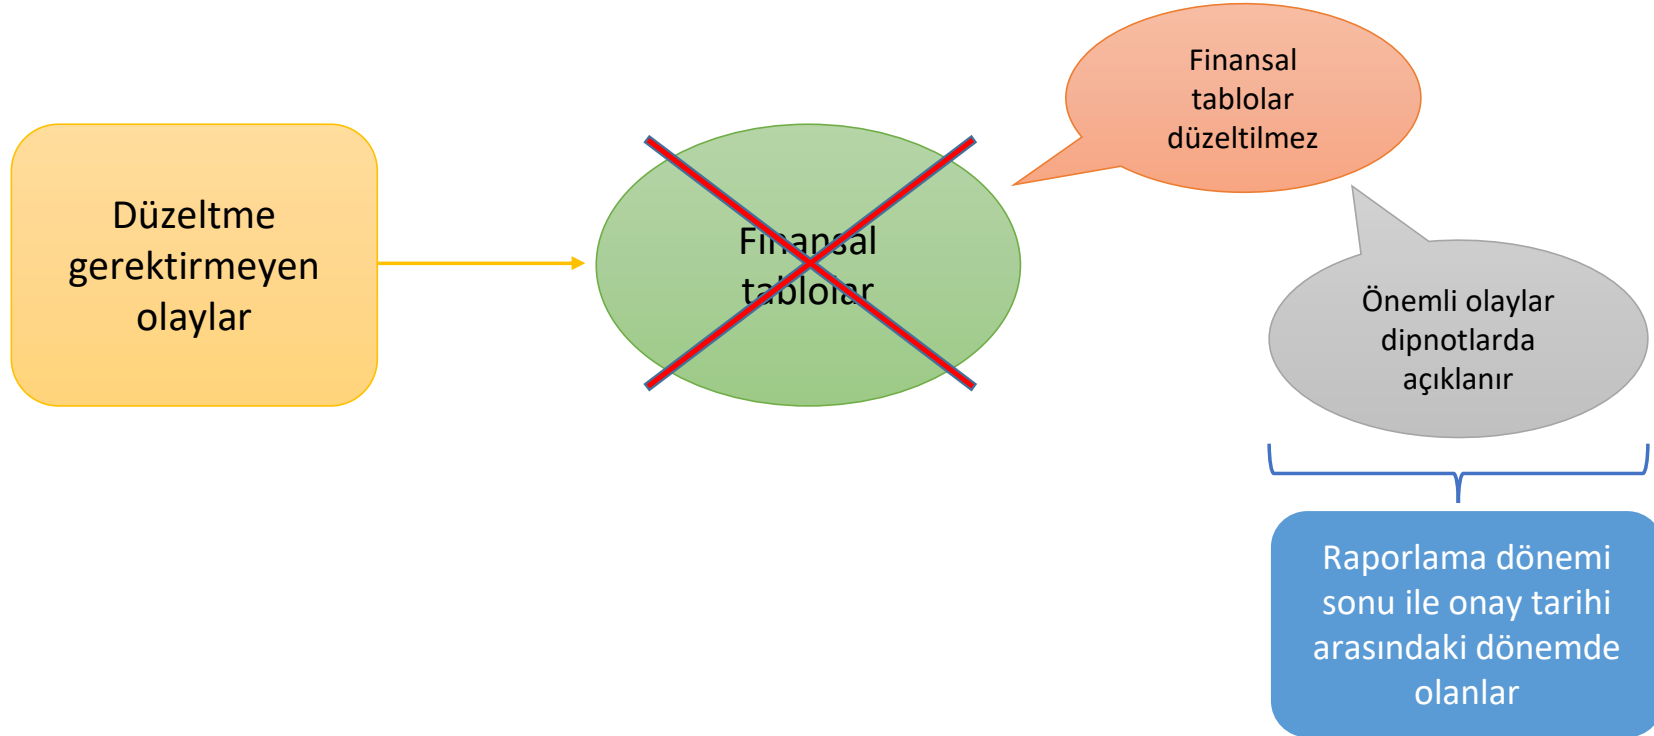 Düzeltme
gerektirmeyen
olaylar
Finansal
tablolar
Finansal
tablolar
düzeltilmez
Önemli olaylar
dipnotlarda
açıklanır
Raporlama dönemi
sonu ile onay tarihi
arasındaki dönemde
olanlar